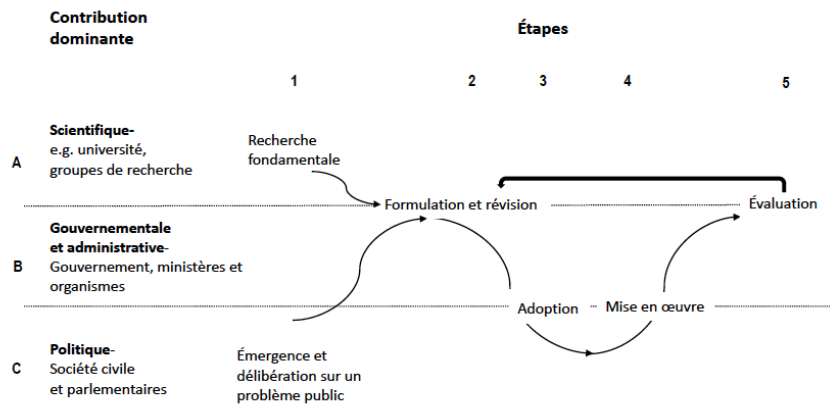 Contribution
dominante
Étapes
1 2 3 4 5
A
Scientifique-
e.g. université,
groupes de recherche
Recherche
fondamentale
Formulation et révision
Évaluation
B
Gouvernementale
et administrative-
Gouvernement, ministères et
organismes
Adoption
Mise en œuvre
C
Politique-
Société civile
et parlementaires
Émergence et
délibération sur un
problème public